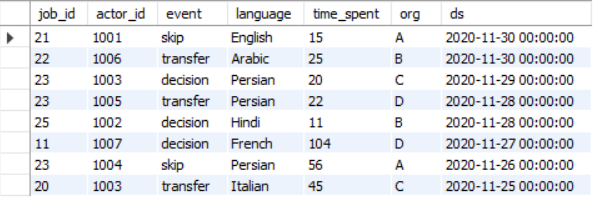 job_id actor_id event language time_spent org ds
21 1001 skip English 15 A 2020-11-30 00:00:00
22 1006 transfer Arabic 25 B 2020-11-30 00:00:00
23 1003 decision Persian 20 C 2020-11-29 00:00:00
23 1005 transfer Persian 22 D 2020-11-28 00:00:00
25 1002 decision Hindi 11 B 2020-11-28 00:00:00
11 1007 decision French 104 D 2020-11-27 00:00:00
23 1004 skip Persian 56 A 2020-11-26 00:00:00
20 1003 transfer Italian 45 C 2020-11-25 00:00:00